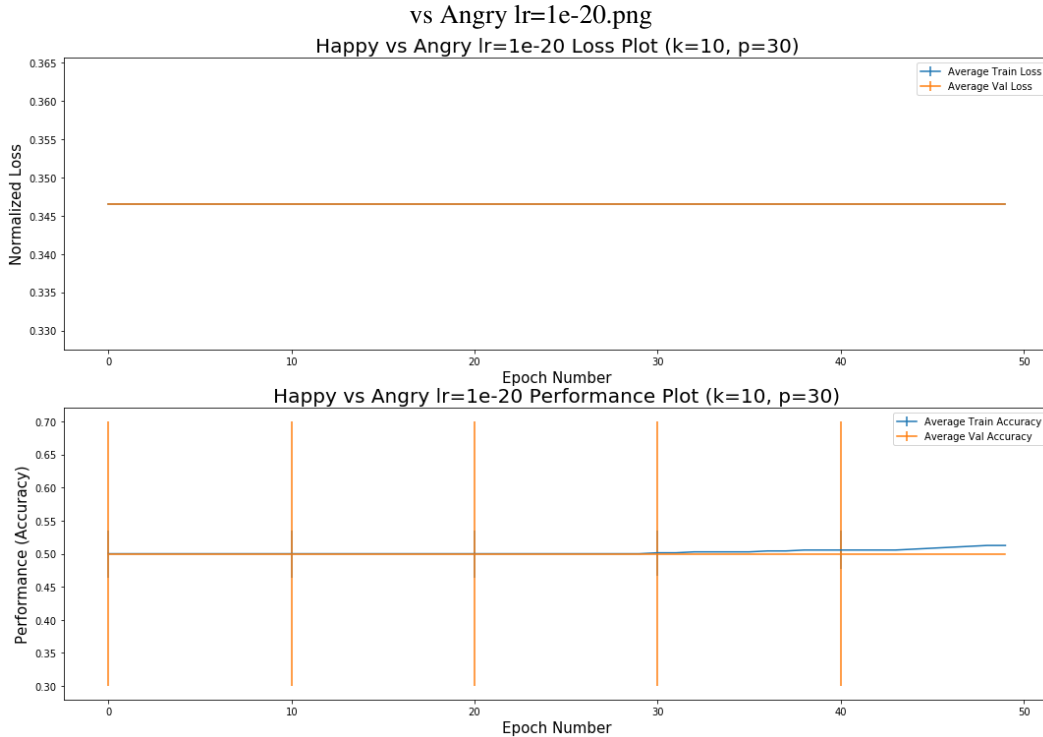 vs Angry lr=1e-20.png
Happy vs Angry lr=1e-20 Loss Plot (k=10, p=30)
0.365
0.360
0.355
0.350
0.345
0.340
0.335
0.330
Normalized Loss
Average Train Loss
Average Val Loss
0 10 20 30 40 50
Epoch Number
Happy vs Angry lr=1e-20 Performance Plot (k=10, p=30)
0.70
0.65
0.60
0.55
0.50
0.45
0.40
0.35
0.30
Performance (Accuracy)
Average Train Accuracy
Average Val Accuracy
0 10 20 30 40 50
Epoch Number